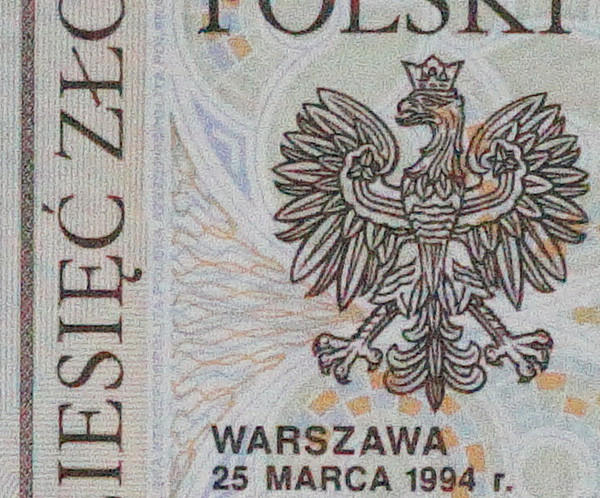 POLSKI
IESIĘĆ ZŁO
WARSZAWA
25 MARCA 1994 r.